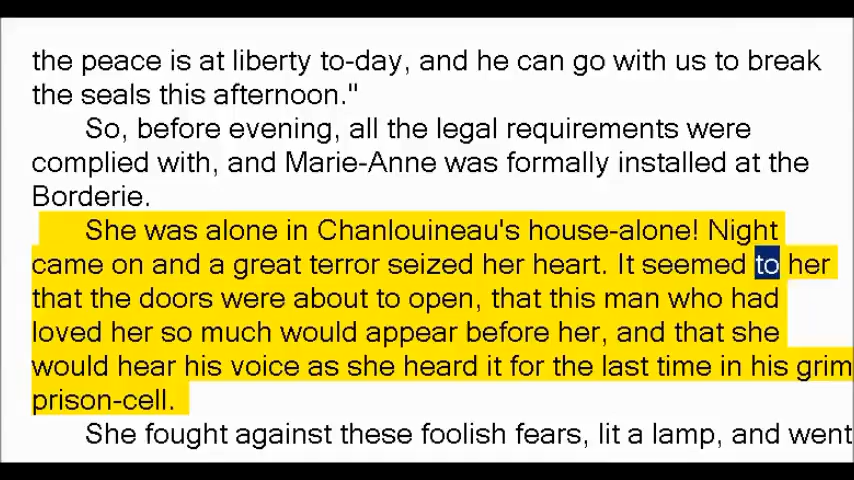 the peace is at liberty to-day, and he can go with us to break
the seals this afternoon."
So, before evening, all the legal requirements were
complied with, and Marie-Anne was formally installed at the
Borderie.
She was alone in Chanlouineau's house-alone! Night
came on and a great terror seized her heart. It seemed to her
that the doors were about to open, that this man who had
loved her so much would appear before her, and that she
would hear his voice as she heard it for the last time in his grim
prison-cell.
She fought against these foolish fears, lit a lamp, and went